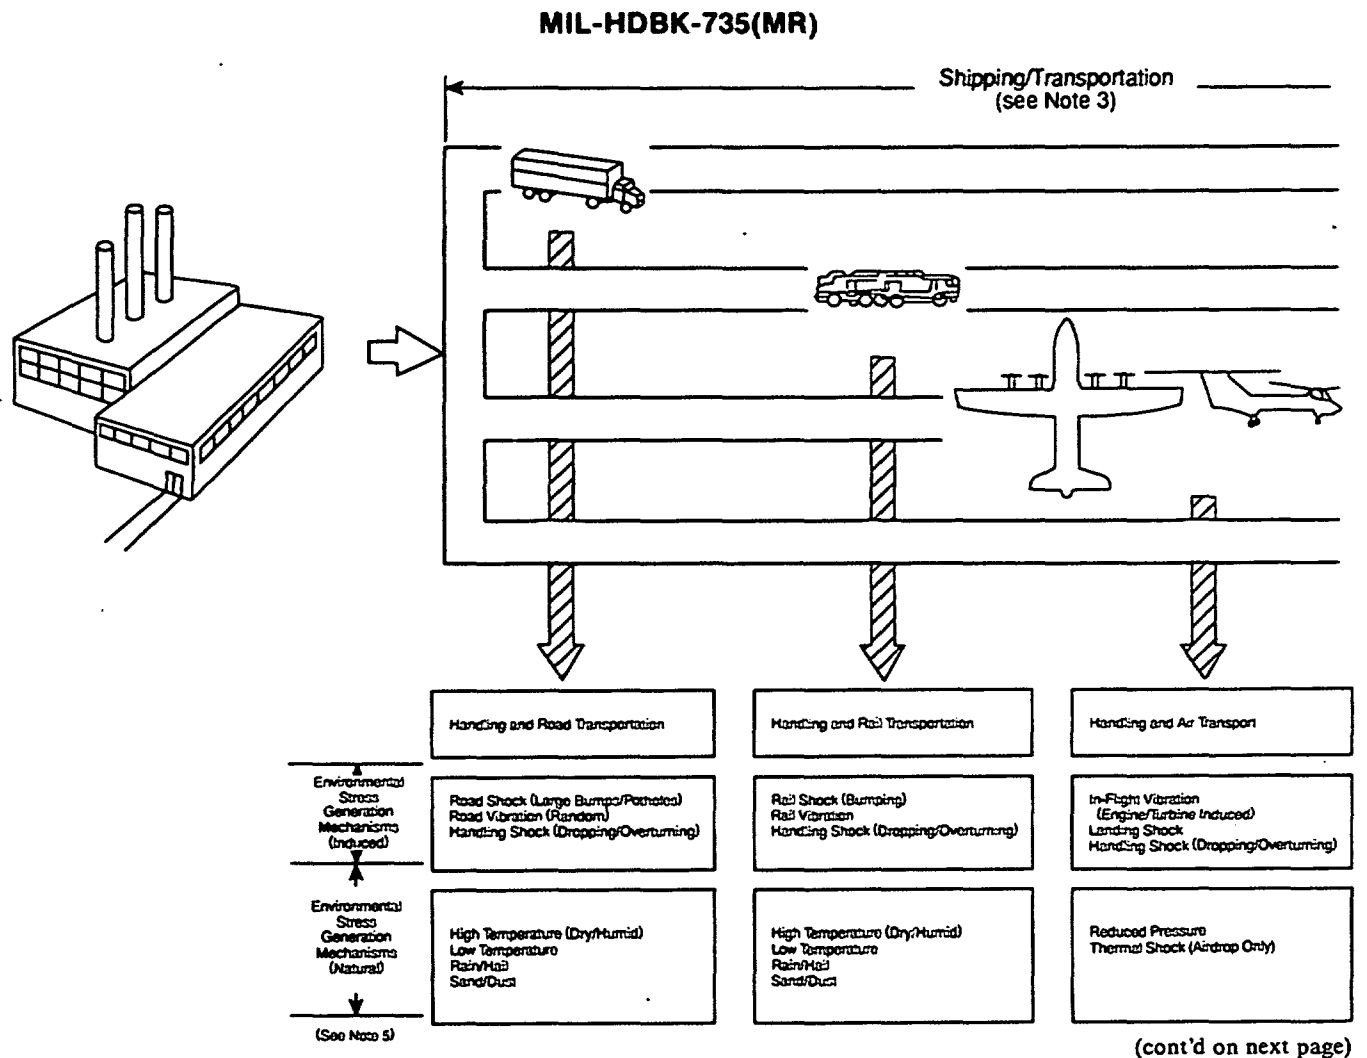 MIL-HDBK-735(MR)
Shipping/Transportation
(see Note 3)
Handling and Road Transportation
Handling and Rail Transportation
Handling and Air Transport
Environmental
Stress
Generation
Mechanisms
(Induced)
Road Shock (Large Bumps/Potholes)
Road Vibration (Random)
Handling Shock (Dropping/Overturning)
Rail Shock (Bumping)
Rail Vibration
Handling Shock (Dropping/Overturning)
In-Flight Vibration
(Engine/Turbine Induced)
Landing Shock
Handling Shock (Dropping/Overturning)
Environmental
Stress
Generation
Mechanisms
(Natural)
High Temperature (Dry/Humid)
Low Temperature
Rain/Hail
Sand/Dust
High Temperature (Dry/Humid)
Low Temperature
Rain/Hail
Sand/Dust
Reduced Pressure
Thermal Shock (Airdrop Only)
(See Note 5)
(cont'd on next page)